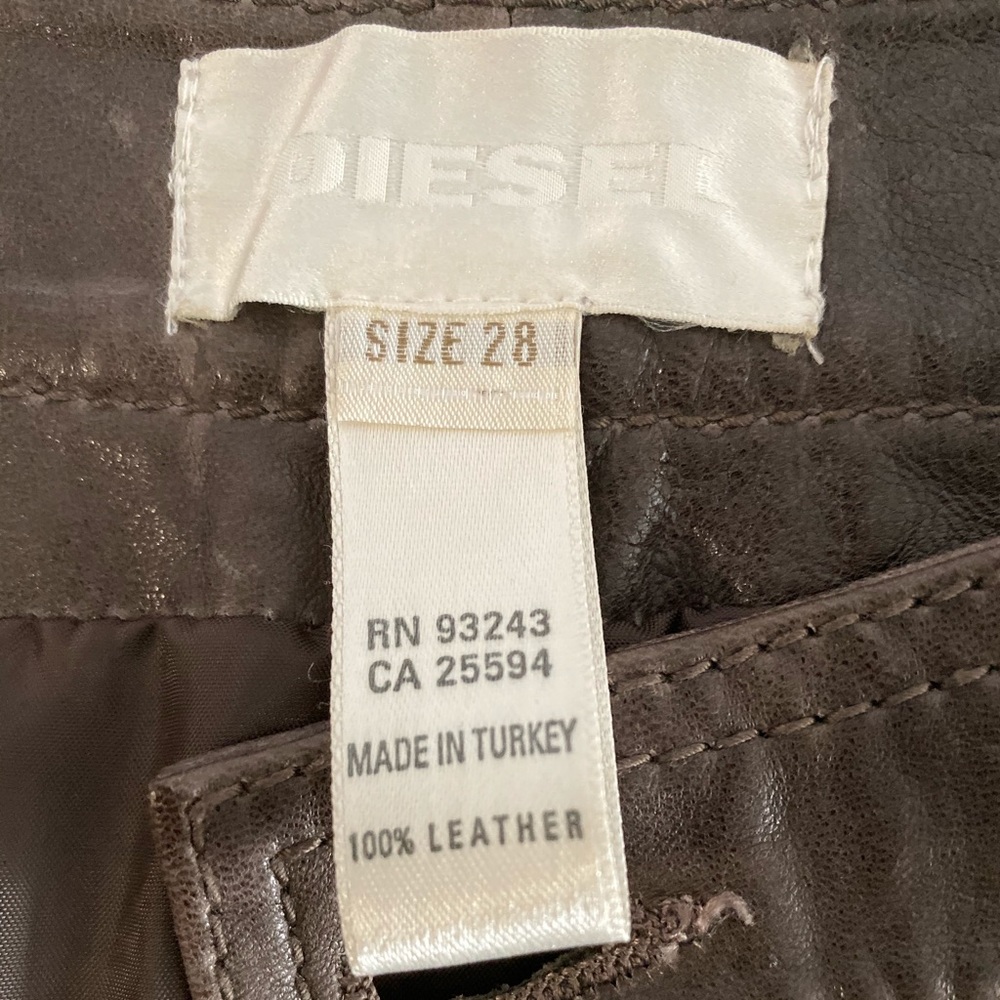 DIESEL
SIZE 28
RN 93243
CA 25594
MADE IN TURKEY
100% LEATHER